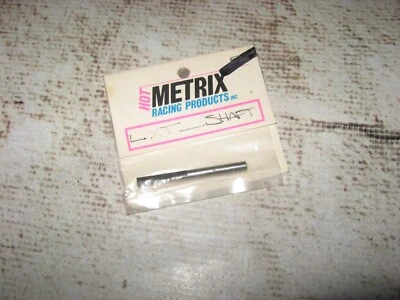 HOT
METRIX
RACING PRODUCTS INC
SHAFT